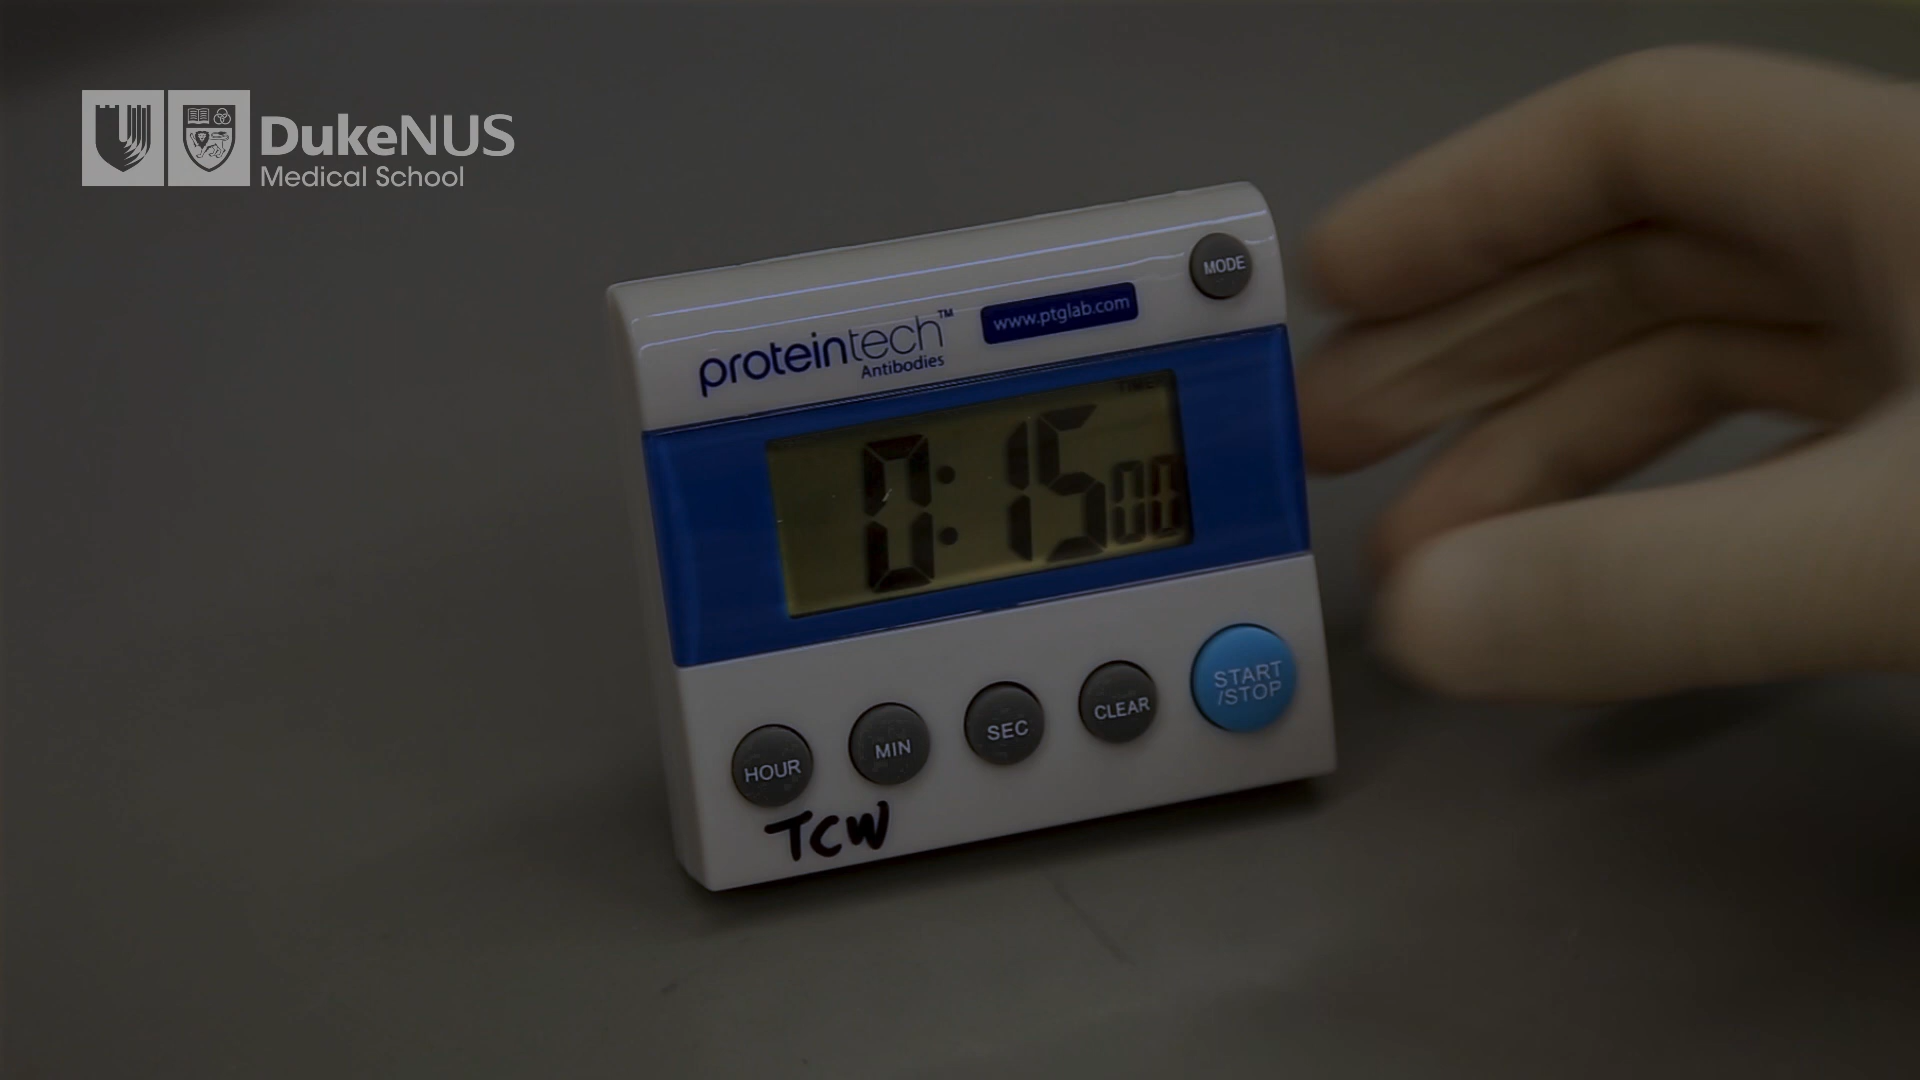 DukeNUS
Medical School
MODE
proteintech™
www.ptglab.com
Antibodies
TIMER
0:15 00
START
/STOP
CLEAR
SEC
MIN
HOUR
TCW